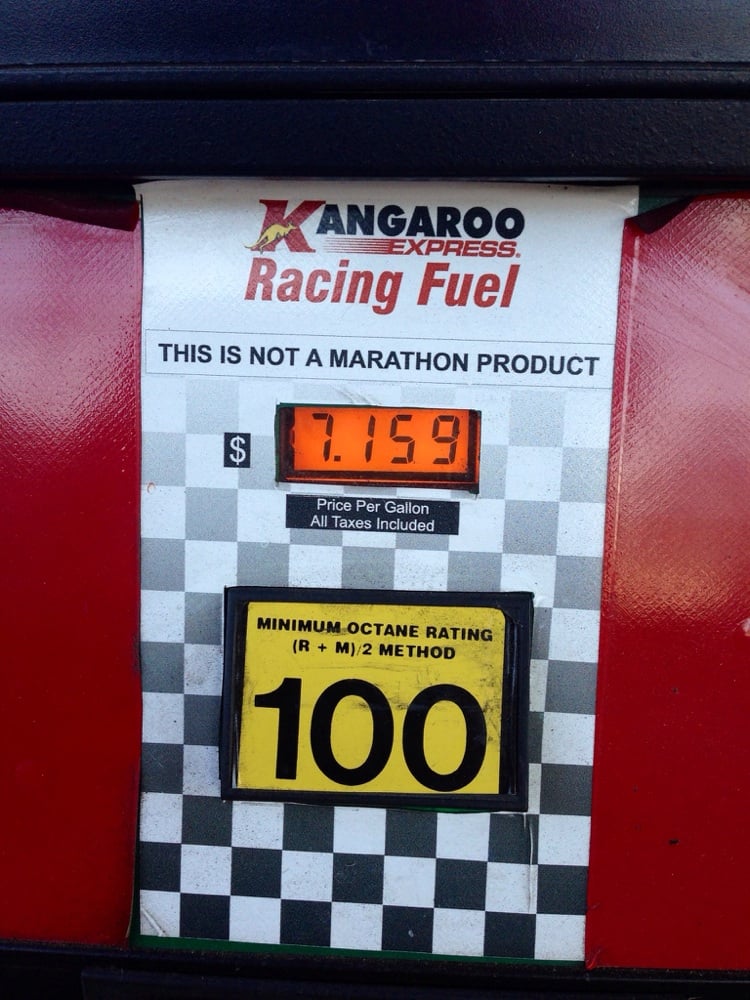 KANGAROO
EXPRESS.
Racing Fuel
THIS IS NOT A MARATHON PRODUCT
$ 7.159
Price Per Gallon
All Taxes Included
MINIMUM OCTANE RATING
(R + M)/2 METHOD
100